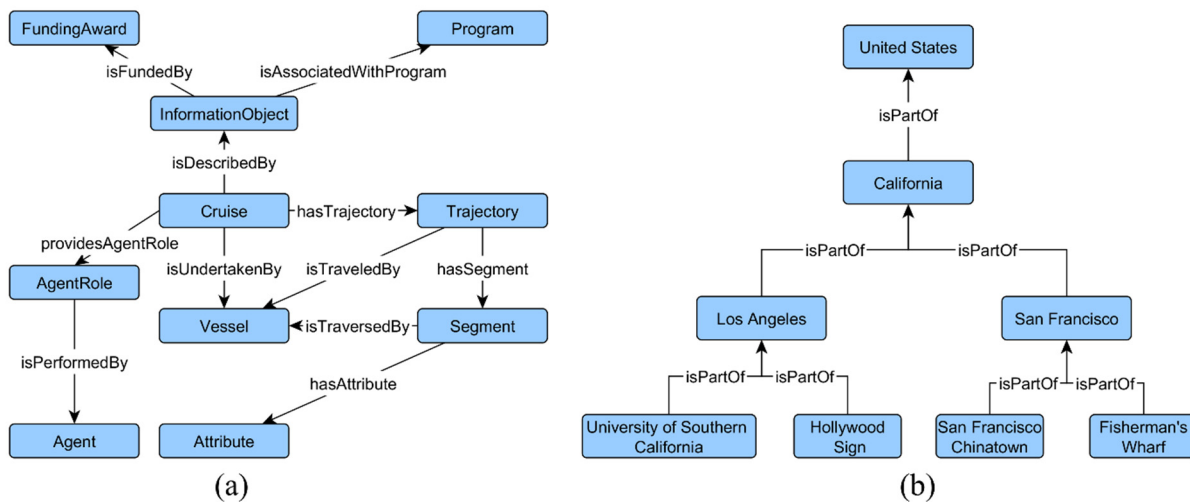 FundingAward
Program
isFundedBy
isAssociatedWithProgram
InformationObject
isDescribedBy
Cruise
hasTrajectory
Trajectory
providesAgentRole
isUndertakenBy
isTraveledBy
hasSegment
AgentRole
Vessel
isTraversedBy
Segment
isPerformedBy
hasAttribute
Agent
Attribute
(a)
United States
isPartOf
California
isPartOf
isPartOf
Los Angeles
San Francisco
isPartOf
isPartOf
isPartOf
isPartOf
University of Southern
California
Hollywood
Sign
San Francisco
Chinatown
Fisherman's
Wharf
(b)